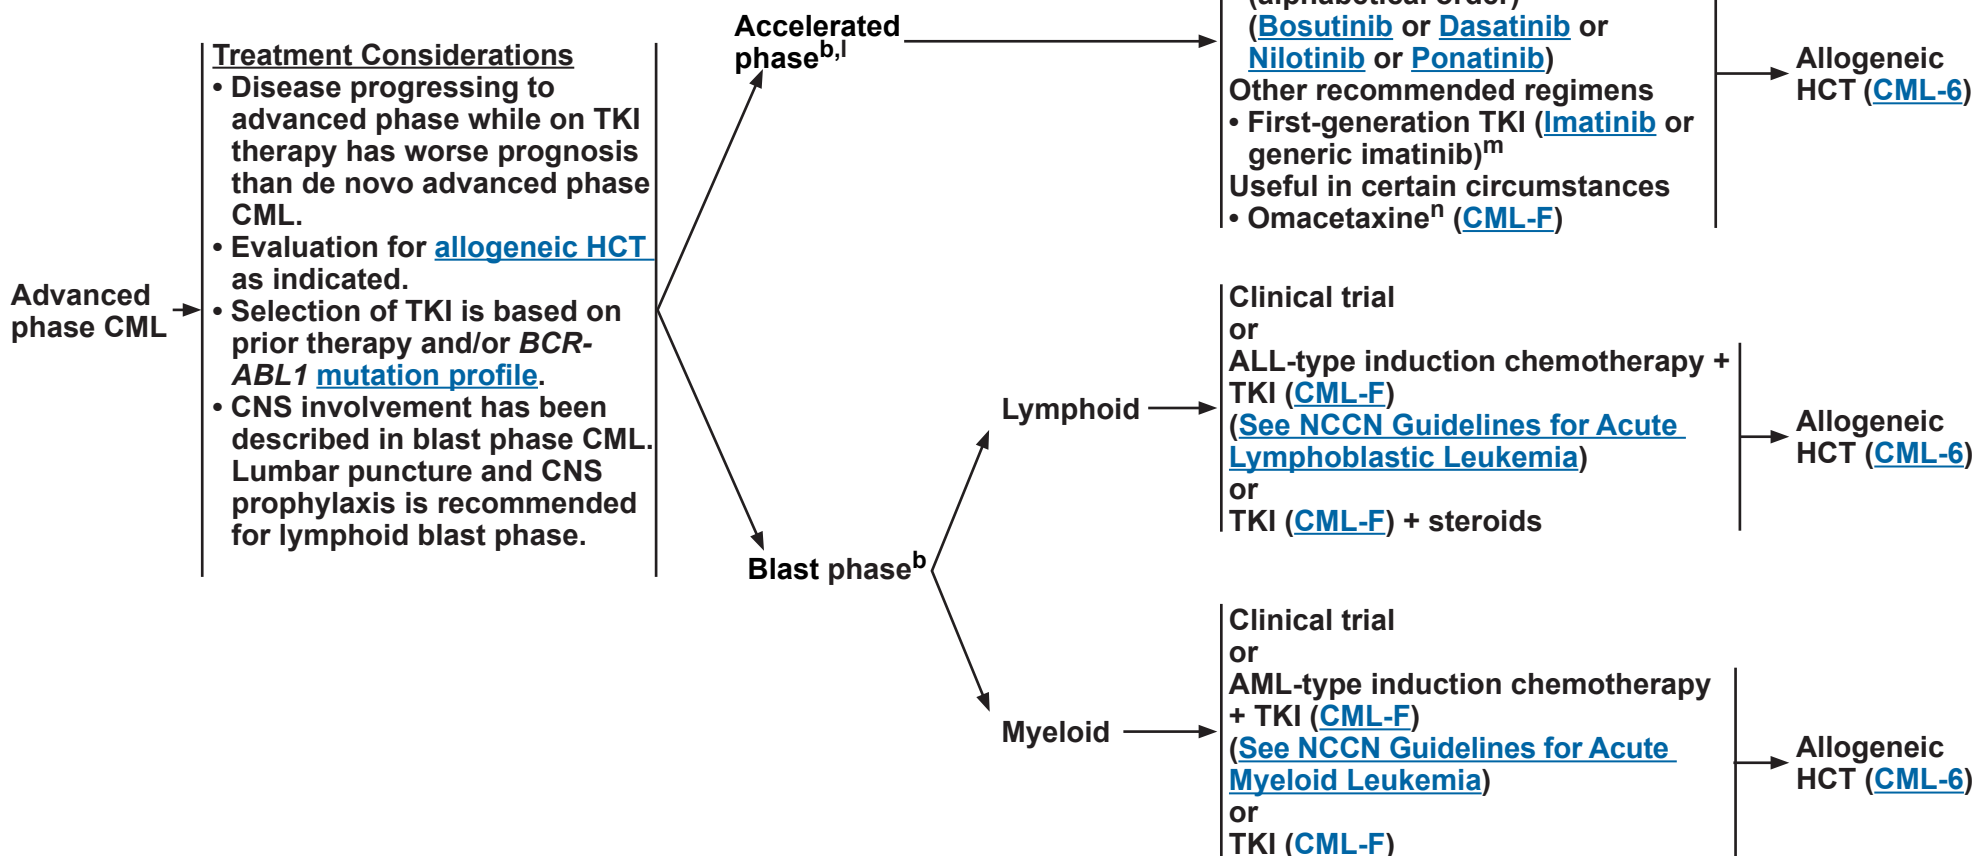 Advanced
phase CML
Treatment Considerations
• Disease progressing to
advanced phase while on TKI
therapy has worse prognosis
than de novo advanced phase
CML.
• Evaluation for allogeneic HCT
as indicated.
• Selection of TKI is based on
prior therapy and/or BCR-
ABL1 mutation profile.
• CNS involvement has been
described in blast phase CML.
Lumbar puncture and CNS
prophylaxis is recommended
for lymphoid blast phase.
Accelerated
phaseb,l
(alphabetical order)
(Bosutinib or Dasatinib or
Nilotinib or Ponatinib)
Other recommended regimens
• First-generation TKI (Imatinib or
generic imatinib)m
Useful in certain circumstances
• Omacetaxinen (CML-F)
Allogeneic
HCT (CML-6)
Blast phaseb
Lymphoid
Clinical trial
or
ALL-type induction chemotherapy +
TKI (CML-F)
(See NCCN Guidelines for Acute
Lymphoblastic Leukemia)
or
TKI (CML-F) + steroids
Allogeneic
HCT (CML-6)
Myeloid
Clinical trial
or
AML-type induction chemotherapy
+ TKI (CML-F)
(See NCCN Guidelines for Acute
Myeloid Leukemia)
or
TKI (CML-F)
Allogeneic
HCT (CML-6)